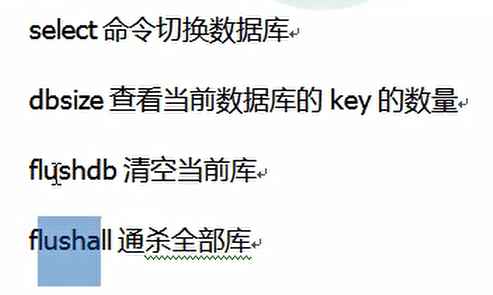 select 命令切换数据库
dbsize 查看当前数据库的 key 的数量
flushdb 清空当前库
flushall 通杀全部库